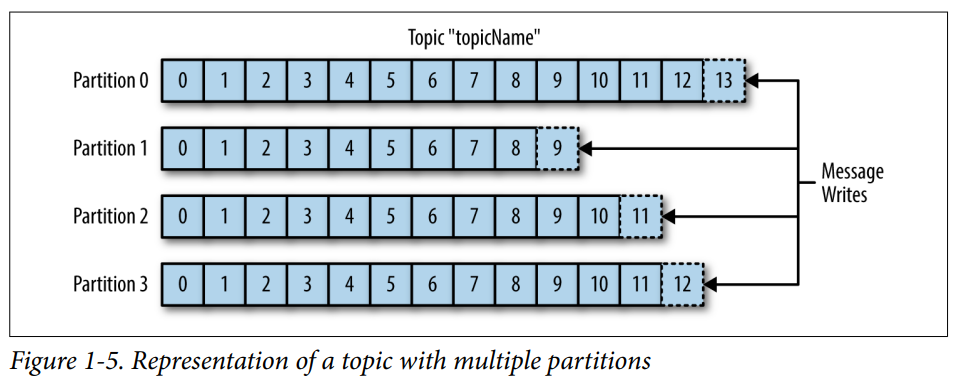 Topic "topicName"
Partition 0 0 1 2 3 4 5 6 7 8 9 10 11 12 13
Partition 1 0 1 2 3 4 5 6 7 8 9
Message
Writes
Partition 2 0 1 2 3 4 5 6 7 8 9 10 11
Partition 3 0 1 2 3 4 5 6 7 8 9 10 11 12
Figure 1-5. Representation of a topic with multiple partitions